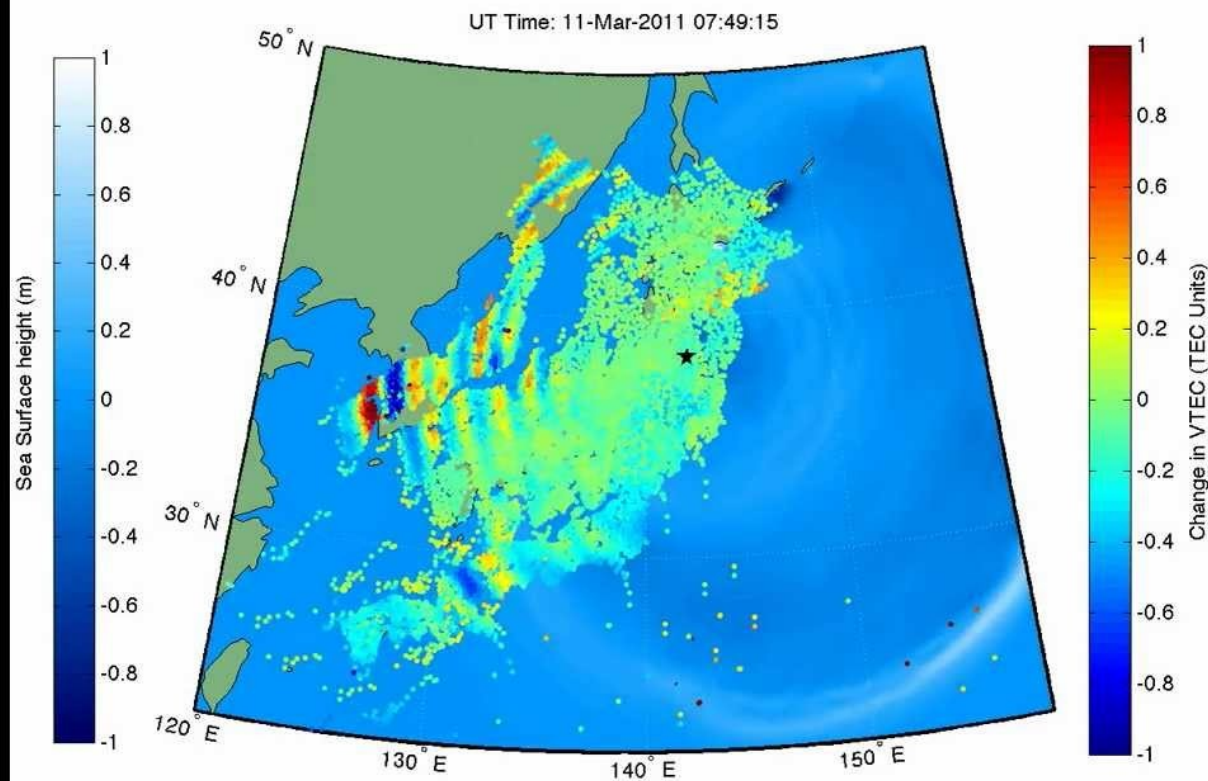 UT Time: 11-Mar-2011 07:49:15
50° N
40° N
30° N
120° E
130° E
140° E
150° E
Sea Surface height (m)
1
0.8
0.6
0.4
0.2
0
-0.2
-0.4
-0.6
-0.8
-1
Change in VTEC (TEC Units)
1
0.8
0.6
0.4
0.2
0
-0.2
-0.4
-0.6
-0.8
-1